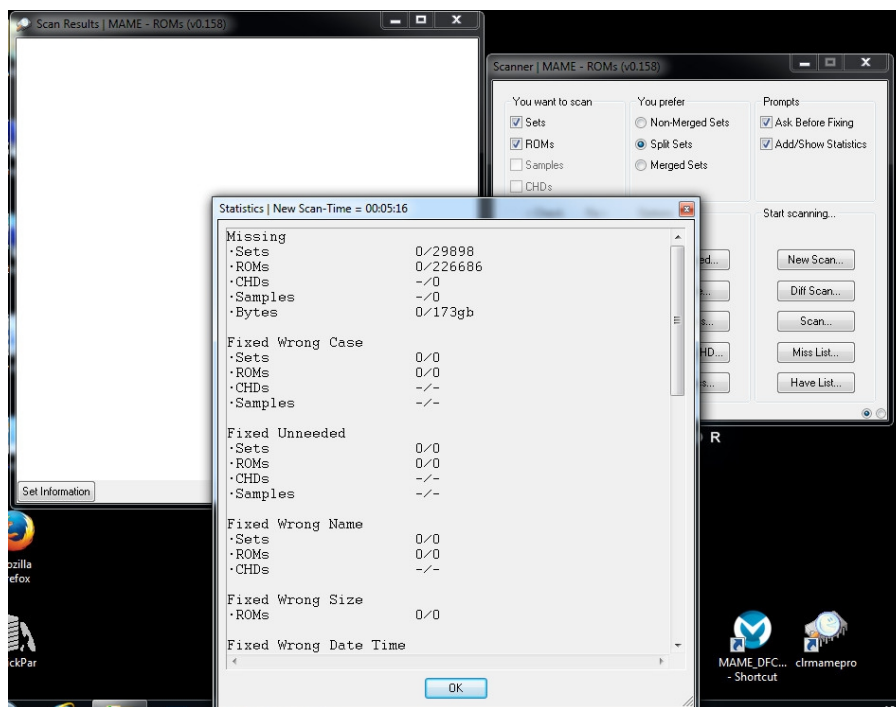 Scan Results | MAME - ROMs (v0.158)
Set Information
Scanner | MAME - ROMs (v0.158)
You want to scan
Sets
ROMs
Samples
CHDs
You prefer
Non-Merged Sets
Split Sets
Merged Sets
Prompts
Ask Before Fixing
Add/Show Statistics
Start scanning...
New Scan...
Diff Scan...
Scan...
Miss List...
Have List...
Statistics | New Scan-Time = 00:05:16
Missing
·Sets 0/29898
·ROMs 0/226686
·CHDs -/0
·Samples -/0
·Bytes 0/173gb
Fixed Wrong Case
·Sets 0/0
·ROMs 0/0
·CHDs -/-
·Samples -/-
Fixed Unneeded
·Sets 0/0
·ROMs 0/0
·CHDs -/-
·Samples -/-
Fixed Wrong Name
·Sets 0/0
·ROMs 0/0
·CHDs -/-
Fixed Wrong Size
·ROMs 0/0
Fixed Wrong Date Time
OK
R
ozilla
refox
ckPar
MAME_DFC...
- Shortcut
clrmamepro